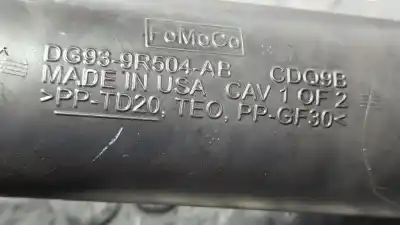 FoMoCo
DG93-9R504-AB CDQ9B
MADE IN USA CAV 1 OF 2
>PP-TD20, TEO, PP-GF30<